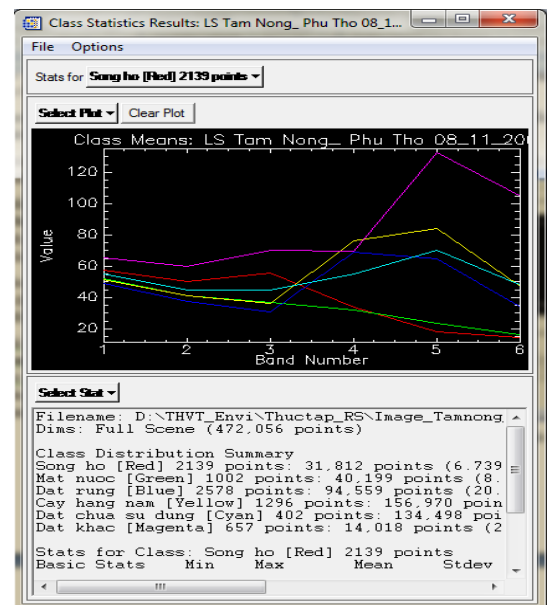 Class Statistics Results: LS Tam Nong_ Phu Tho 08_1...
File Options
Stats for Song ho [Red] 2139 points
Select Plot Clear Plot
Class Means: LS Tam Nong_ Phu Tho 08_11_20
120
100
80
60
40
20
Value
1 2 3 4 5 6
Band Number
Select Stat
Filename: D:\THVT_Envi\Thuctap_RS\Image_Tamnong_
Dims: Full Scene (472,056 points)
Class Distribution Summary
Song ho [Red] 2139 points: 31,812 points (6.739
Mat nuoc [Green] 1002 points: 40,199 points (8.
Dat rung [Blue] 2578 points: 94,559 points (20.
Cay hang nam [Yellow] 1296 points: 156,970 poin
Dat chua su dung [Cyan] 402 points: 134,498 poi
Dat khac [Magenta] 657 points: 14,018 points (2
Stats for Class: Song ho [Red] 2139 points
Basic Stats Min Max Mean Stdev